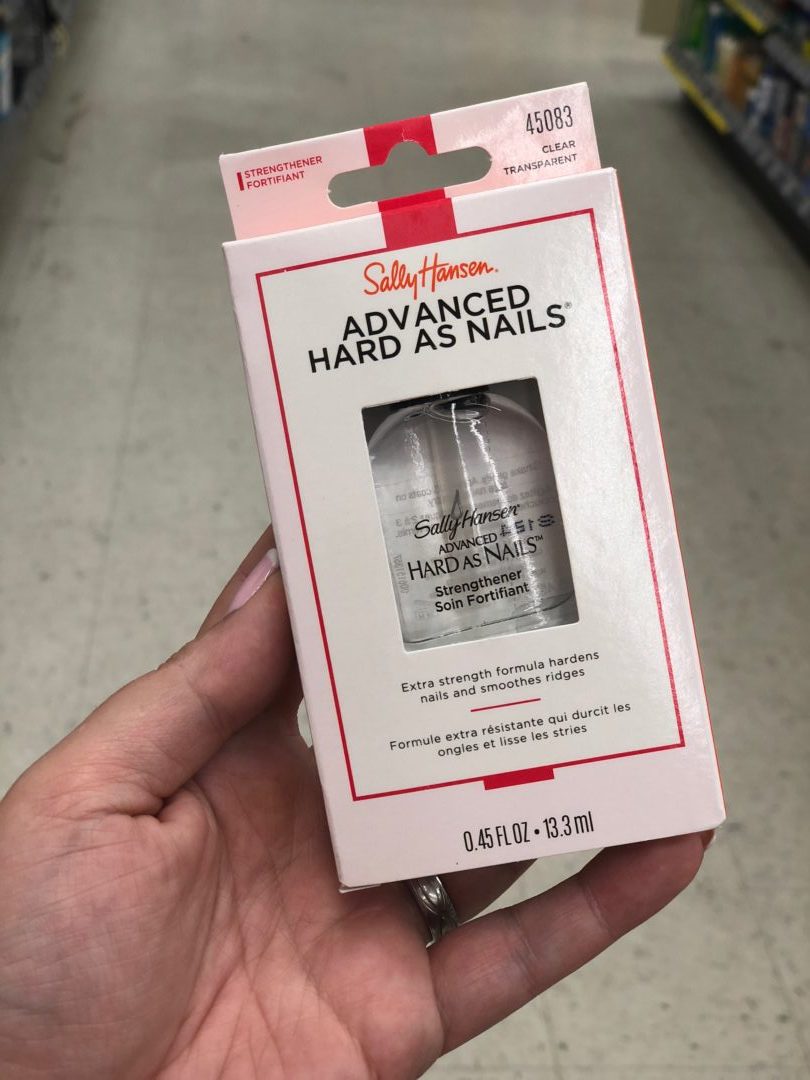 STRENGTHENER
FORTIFIANT
45083
CLEAR
TRANSPARENT
Sally Hansen®
ADVANCED
HARD AS NAILS®
Sally Hansen®
ADVANCED
HARD AS NAILS™
Strengthener
Soin Fortifiant
Extra strength formula hardens
nails and smoothes ridges
Formule extra résistante qui durcit les
ongles et lisse les stries
0.45 FL OZ • 13.3 ml